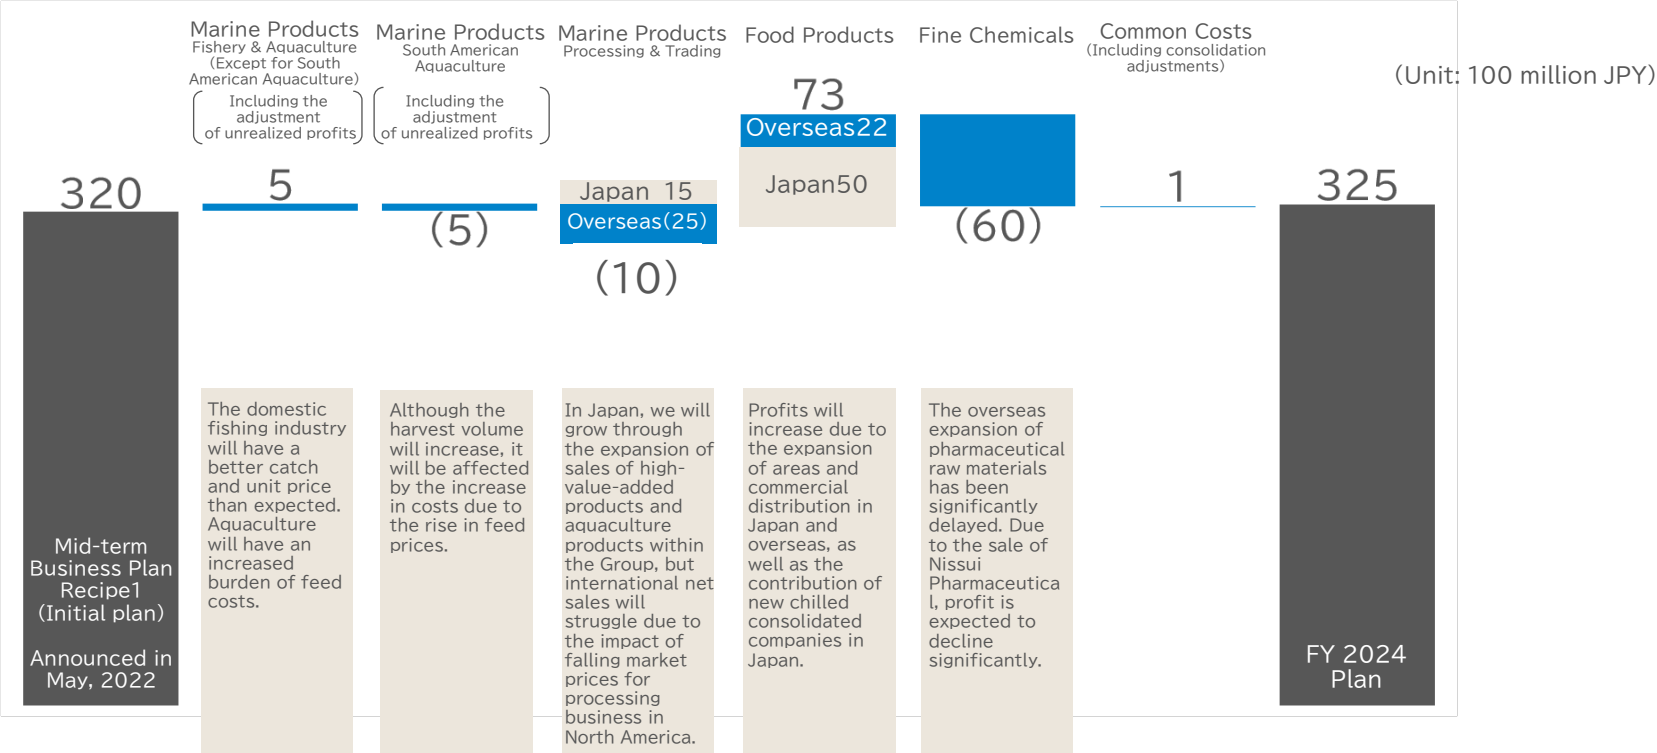 Marine Products
Fishery & Aquaculture
(Except for South
American Aquaculture)
Including the
adjustment
of unrealized profits
Marine Products
South American
Aquaculture
Including the
adjustment
of unrealized profits
Marine Products
Processing & Trading
Food Products
Fine Chemicals
Common Costs
(Including consolidation
adjustments)
(Unit: 100 million JPY)
320
5
(5)
Japan 15
Overseas(25)
(10)
73
Overseas22
Japan50
(60)
1
325
Mid-term
Business Plan
Recipe1
(Initial plan)
Announced in
May, 2022
The domestic
fishing industry
will have a
better catch
and unit price
than expected.
Aquaculture
will have an
increased
burden of feed
costs.
Although the
harvest volume
will increase, it
will be affected
by the increase
in costs due to
the rise in feed
prices.
In Japan, we will
grow through
the expansion of
sales of high-
value-added
products and
aquaculture
products within
the Group, but
international net
sales will
struggle due to
the impact of
falling market
prices for
processing
business in
North America.
Profits will
increase due to
the expansion
of areas and
commercial
distribution in
Japan and
overseas, as
well as the
contribution of
new chilled
consolidated
companies in
Japan.
The overseas
expansion of
pharmaceutical
raw materials
has been
significantly
delayed. Due
to the sale of
Nissui
Pharmaceutica
l, profit is
expected to
decline
significantly.
FY 2024
Plan